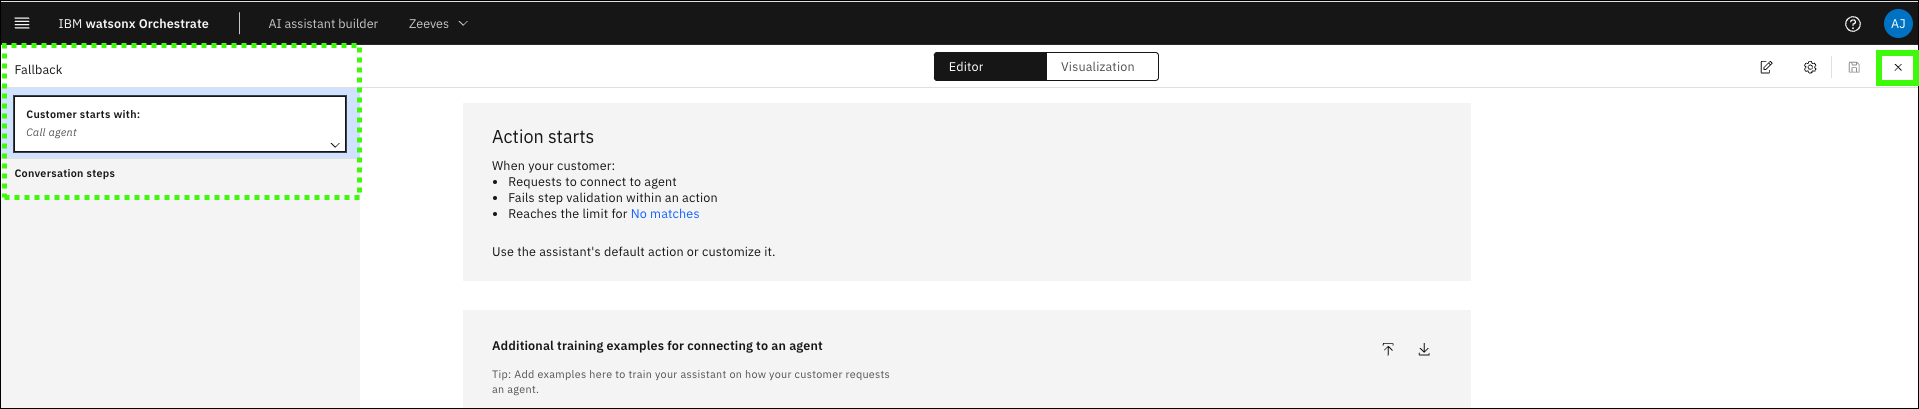 IBM watsonx Orchestrate
AI assistant builder
Zeeves
AJ
Fallback
Editor
Visualization
Customer starts with:
Call agent
Conversation steps
Action starts
When your customer:
• Requests to connect to agent
• Fails step validation within an action
• Reaches the limit for No matches
Use the assistant's default action or customize it.
Additional training examples for connecting to an agent
Tip: Add examples here to train your assistant on how your customer requests
an agent.